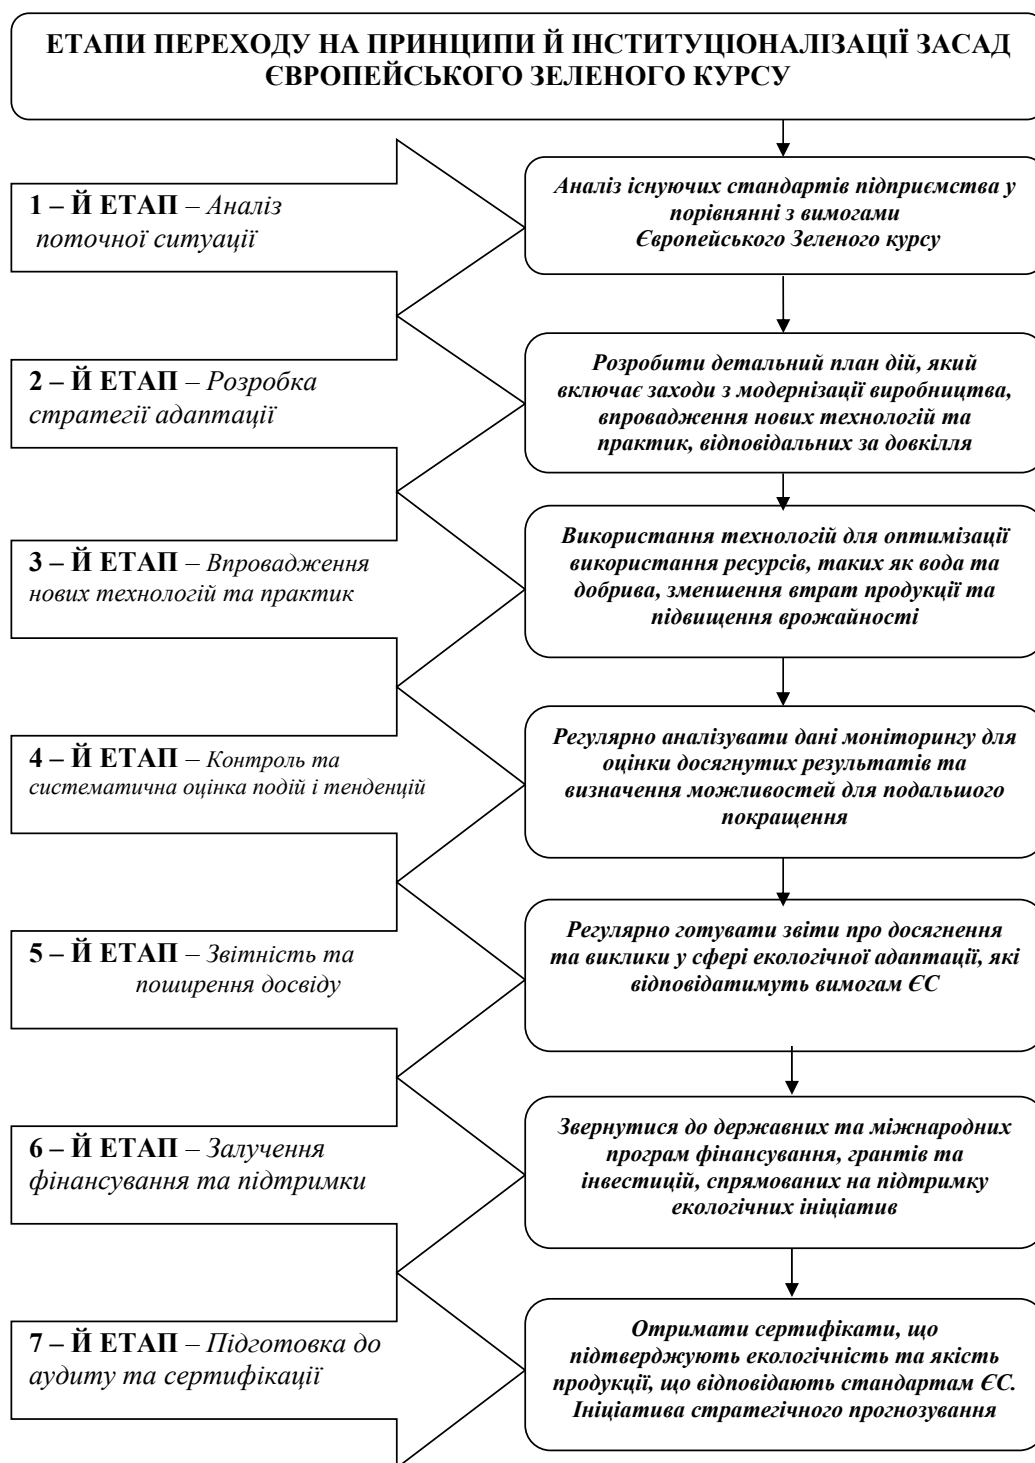 ЕТАПИ ПЕРЕХОДУ НА ПРИНЦИПИ Й ІНСТИТУЦІОНАЛІЗАЦІЇ ЗАСАД
ЄВРОПЕЙСЬКОГО ЗЕЛЕНОГО КУРСУ
1 – Й ЕТАП – Аналіз
поточної ситуації
Аналіз існуючих стандартів підприємства у
порівнянні з вимогами
Європейського Зеленого курсу
2 – Й ЕТАП – Розробка
стратегії адаптації
Розробити детальний план дій, який
включає заходи з модернізації виробництва,
впровадження нових технологій та
практик, відповідальних за довкілля
3 – Й ЕТАП – Впровадження
нових технологій та практик
Використання технологій для оптимізації
використання ресурсів, таких як вода та
добрива, зменшення втрат продукції та
підвищення врожайності
4 – Й ЕТАП – Контроль та
систематична оцінка подій і тенденцій
Регулярно аналізувати дані моніторингу для
оцінки досягнутих результатів та
визначення можливостей для подальшого
покращення
5 – Й ЕТАП – Звітність та
поширення досвіду
Регулярно готувати звіти про досягнення
та виклики у сфері екологічної адаптації, які
відповідатимуть вимогам ЄС
6 – Й ЕТАП – Залучення
фінансування та підтримки
Звернутися до державних та міжнародних
програм фінансування, грантів та
інвестицій, спрямованих на підтримку
екологічних ініціатив
7 – Й ЕТАП – Підготовка до
аудиту та сертифікації
Отримати сертифікати, що
підтверджують екологічність та якість
продукції, що відповідають стандартам ЄС.
Ініціатива стратегічного прогнозування